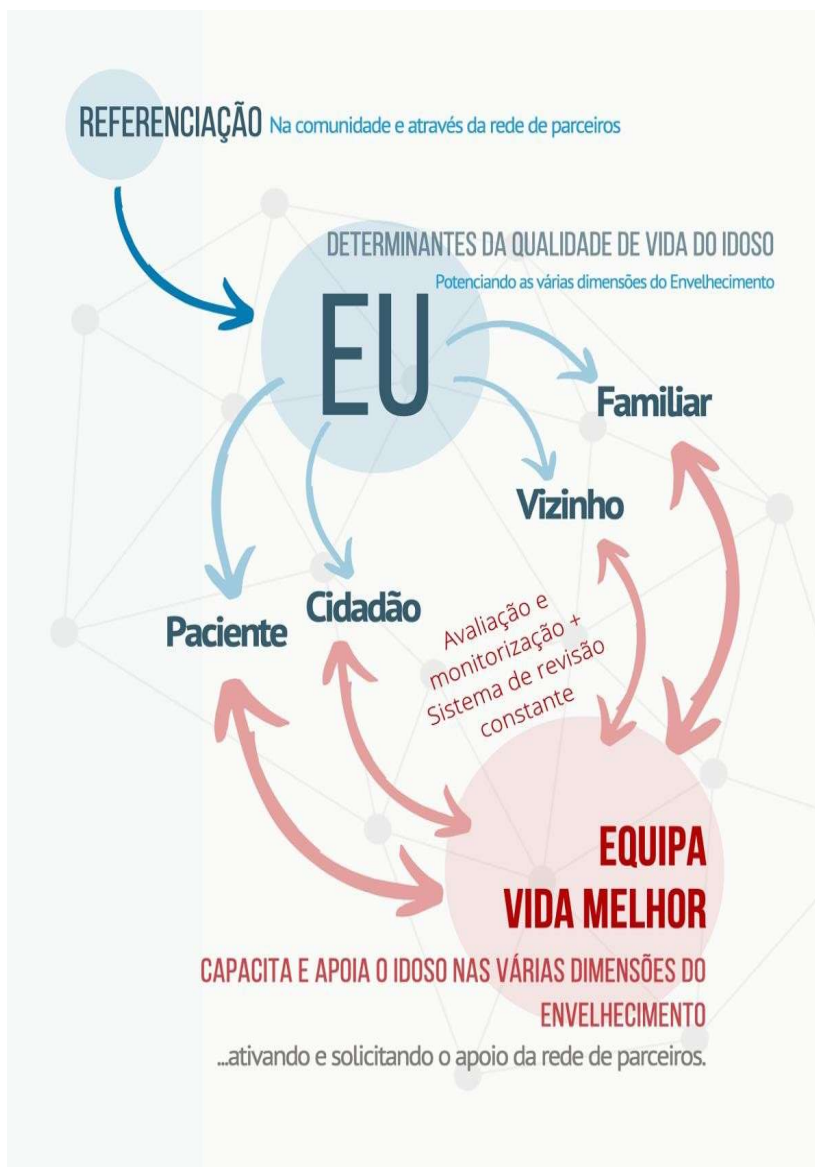 REFERENCIAÇÃO Na comunidade e através da rede de parceiros
DETERMINANTES DA QUALIDADE DE VIDA DO IDOSO
Potenciando as várias dimensões do Envelhecimento
EU
Familiar
Vizinho
Cidadão
Paciente
Avaliação e
monitorização +
Sistema de revisão
constante
EQUIPA
VIDA MELHOR
CAPACITA E APOIA O IDOSO NAS VÁRIAS DIMENSÕES DO
ENVELHECIMENTO
...ativando e solicitando o apoio da rede de parceiros.